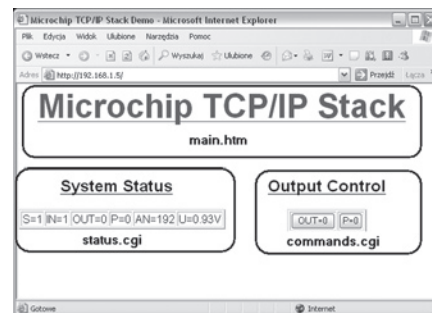 Microchip TCP/IP Stack Demo - Microsoft Internet Explorer
Plik Edycja Widok Ulubione Narzędzia Pomoc
Wstecz Wyszukaj Ulubione
Adres http://192.168.1.5/ Przejdź Łącza
Microchip TCP/IP Stack
main.htm
System Status Output Control
S=1 IN=1 OUT=0 P=0 AN=192 U=0.93V OUT=0 P=0
status.cgi commands.cgi
Gotowe Internet